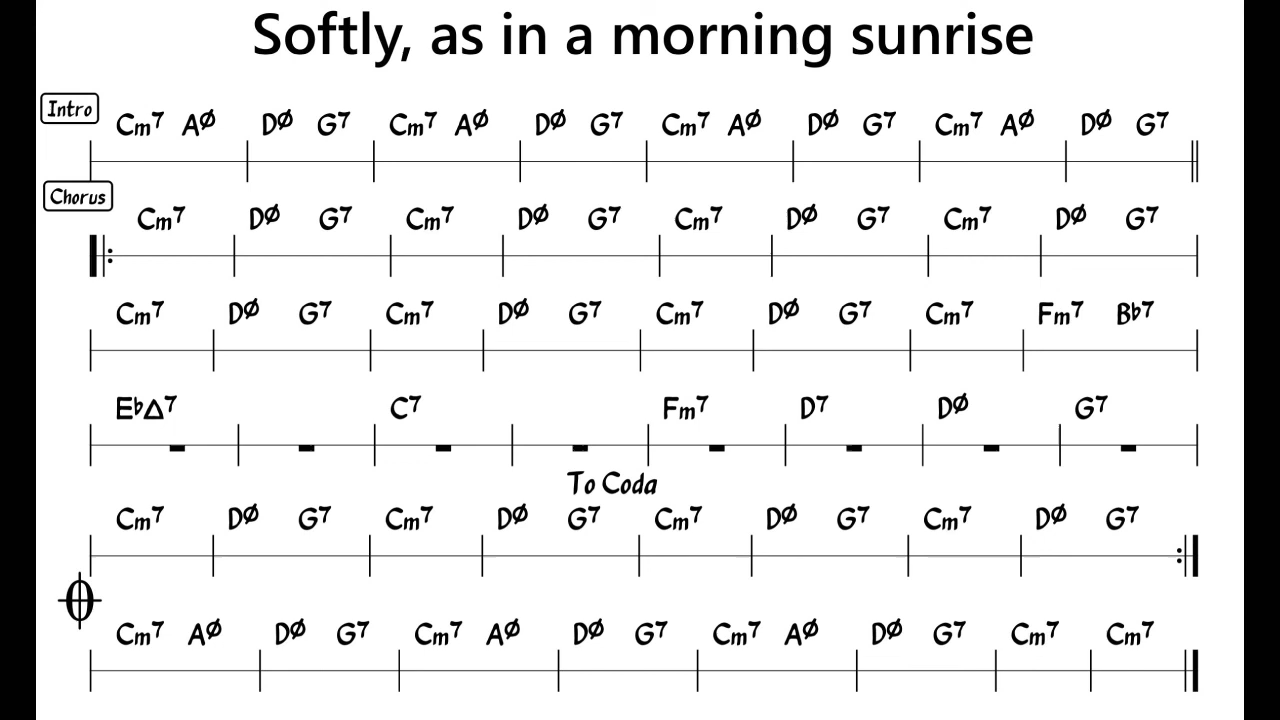 Softly, as in a morning sunrise
Intro
Cm7 AØ DØ G7 Cm7 AØ DØ G7 Cm7 AØ DØ G7 Cm7 AØ DØ G7
Chorus
Cm7 DØ G7 Cm7 DØ G7 Cm7 DØ G7 Cm7 DØ G7
Cm7 DØ G7 Cm7 DØ G7 Cm7 DØ G7 Cm7 Fm7 Bb7
E♭△7 C7 Fm7 D7 DØ G7
To Coda
Cm7 DØ G7 Cm7 DØ G7 Cm7 DØ G7 Cm7 DØ G7
Cm7 AØ DØ G7 Cm7 AØ DØ G7 Cm7 AØ DØ G7 Cm7 Cm7